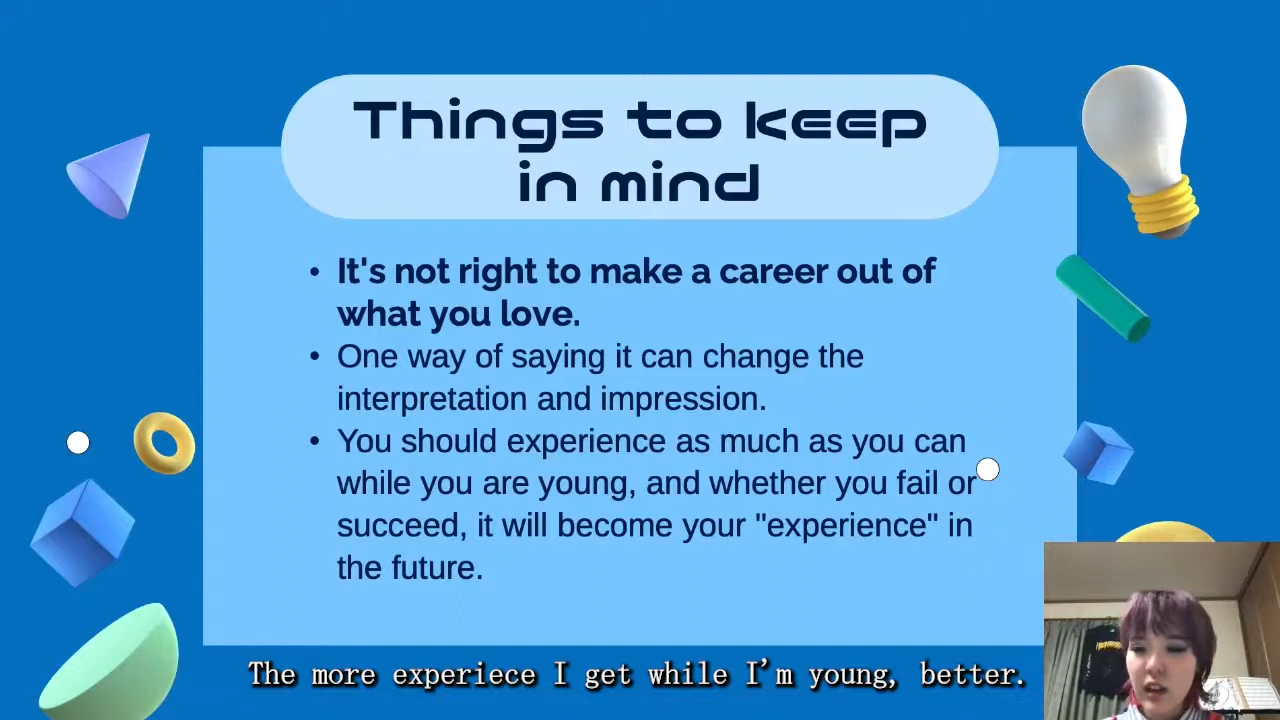 Things to keep
in mind
• It's not right to make a career out of
what you love.
• One way of saying it can change the
interpretation and impression.
• You should experience as much as you can
while you are young, and whether you fail or
succeed, it will become your "experience" in
the future.
The more experiece I get while I'm young, better.